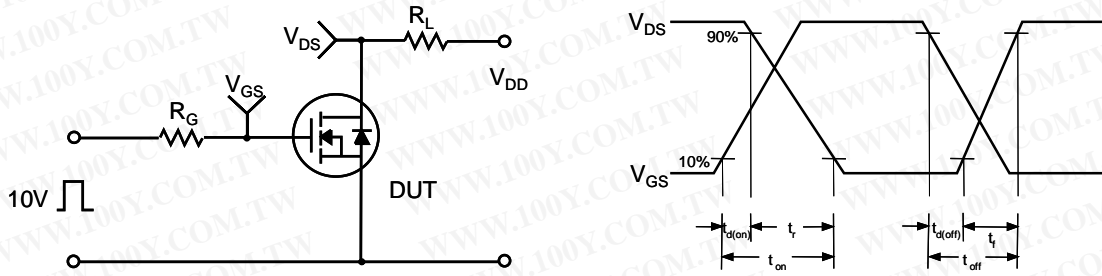 V_DS
R_L
V_DD
V_GS
R_G
10V
DUT
V_DS
90%
V_GS
10%
t_d(on)
t_r
t_on
t_d(off)
t_f
t_off
WWW.100Y.COM.TW